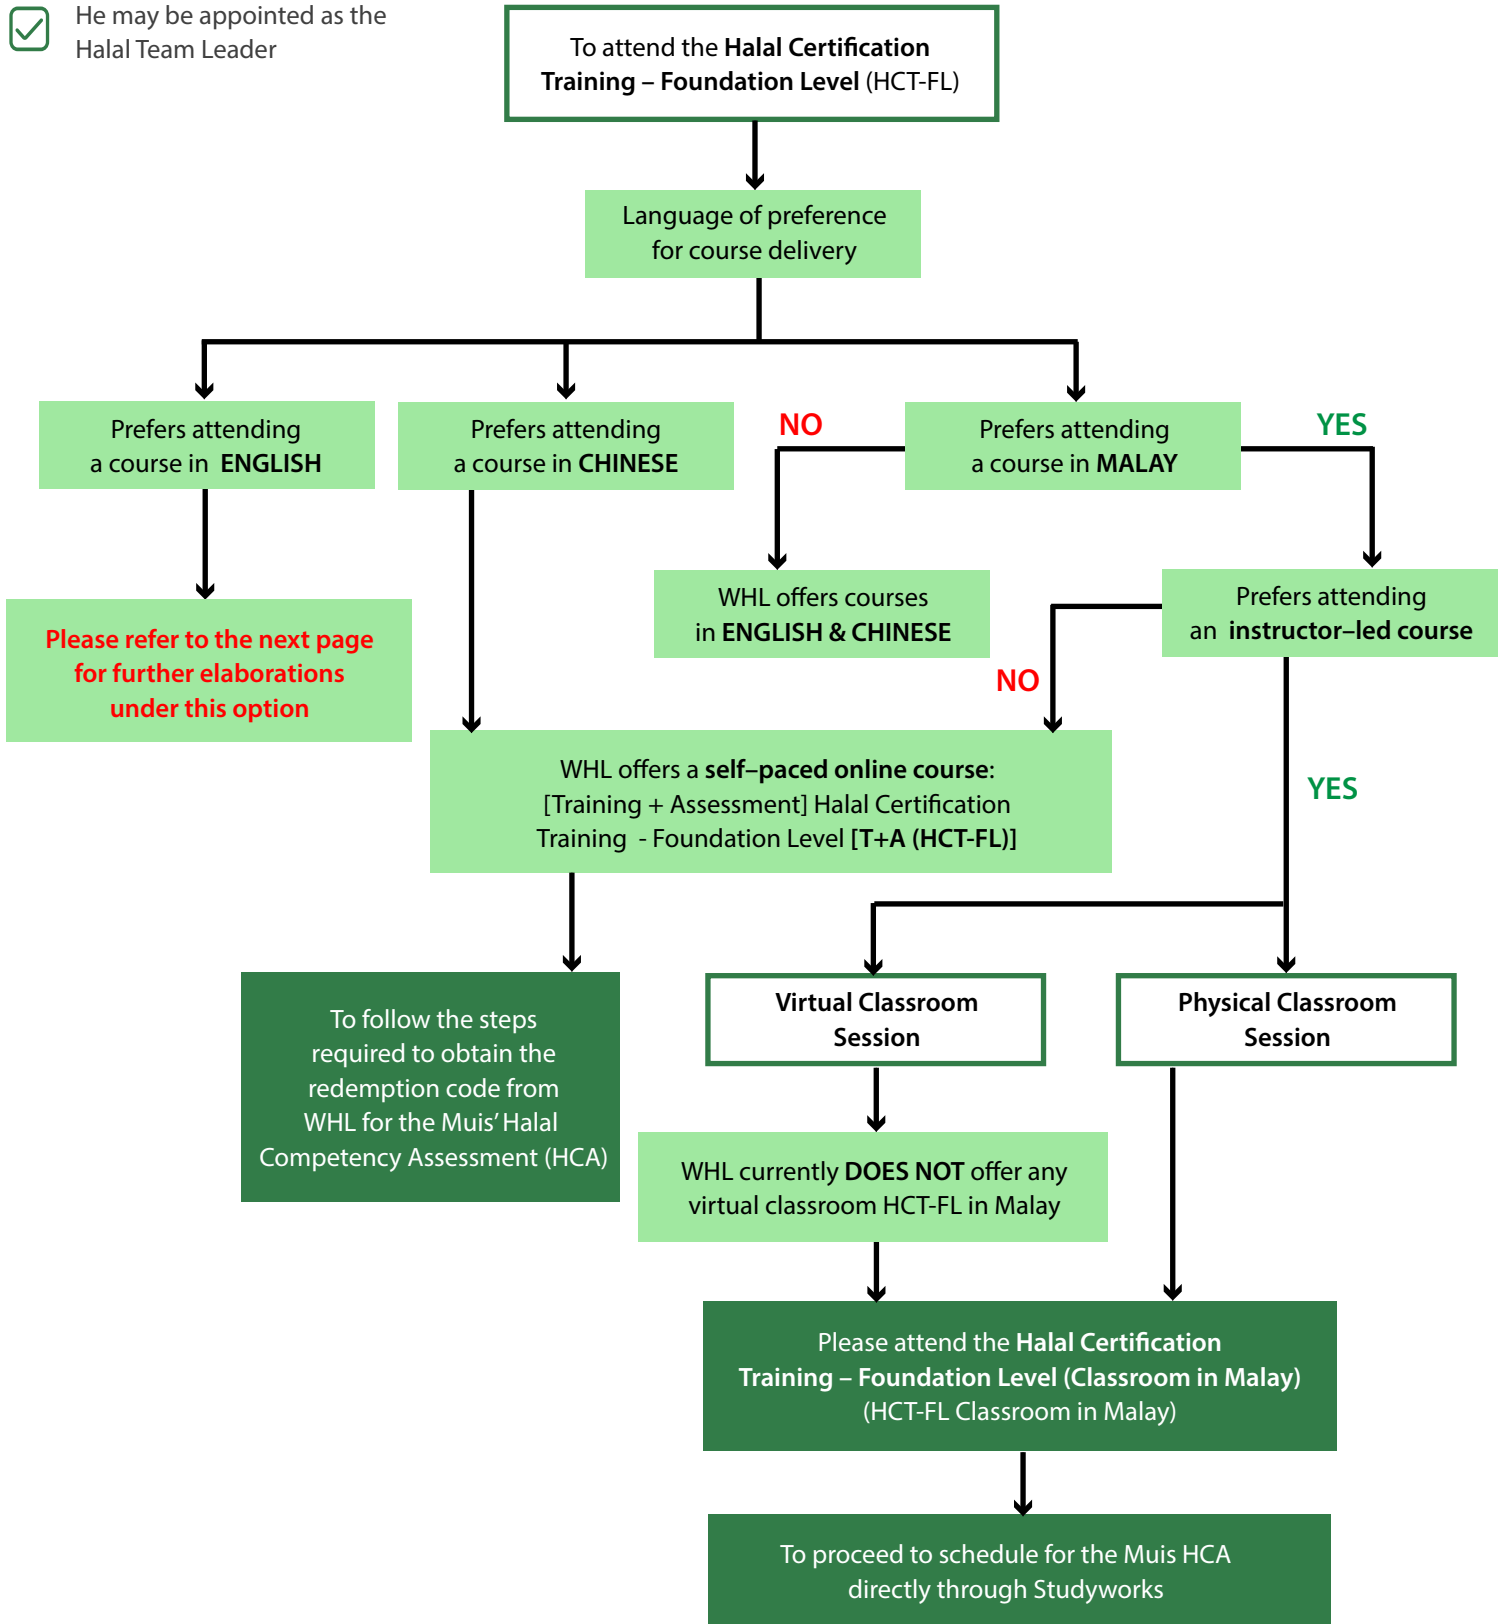 He may be appointed as the
Halal Team Leader
To attend the Halal Certification
Training – Foundation Level (HCT-FL)
Language of preference
for course delivery
Prefers attending
a course in ENGLISH
Prefers attending
a course in CHINESE
NO
Prefers attending
a course in MALAY
YES
Please refer to the next page
for further elaborations
under this option
WHL offers courses
in ENGLISH & CHINESE
Prefers attending
an instructor–led course
NO
WHL offers a self–paced online course:
[Training + Assessment] Halal Certification
Training - Foundation Level [T+A (HCT-FL)]
YES
To follow the steps
required to obtain the
redemption code from
WHL for the Muis’ Halal
Competency Assessment (HCA)
Virtual Classroom
Session
Physical Classroom
Session
WHL currently DOES NOT offer any
virtual classroom HCT-FL in Malay
Please attend the Halal Certification
Training – Foundation Level (Classroom in Malay)
(HCT-FL Classroom in Malay)
To proceed to schedule for the Muis HCA
directly through Studyworks